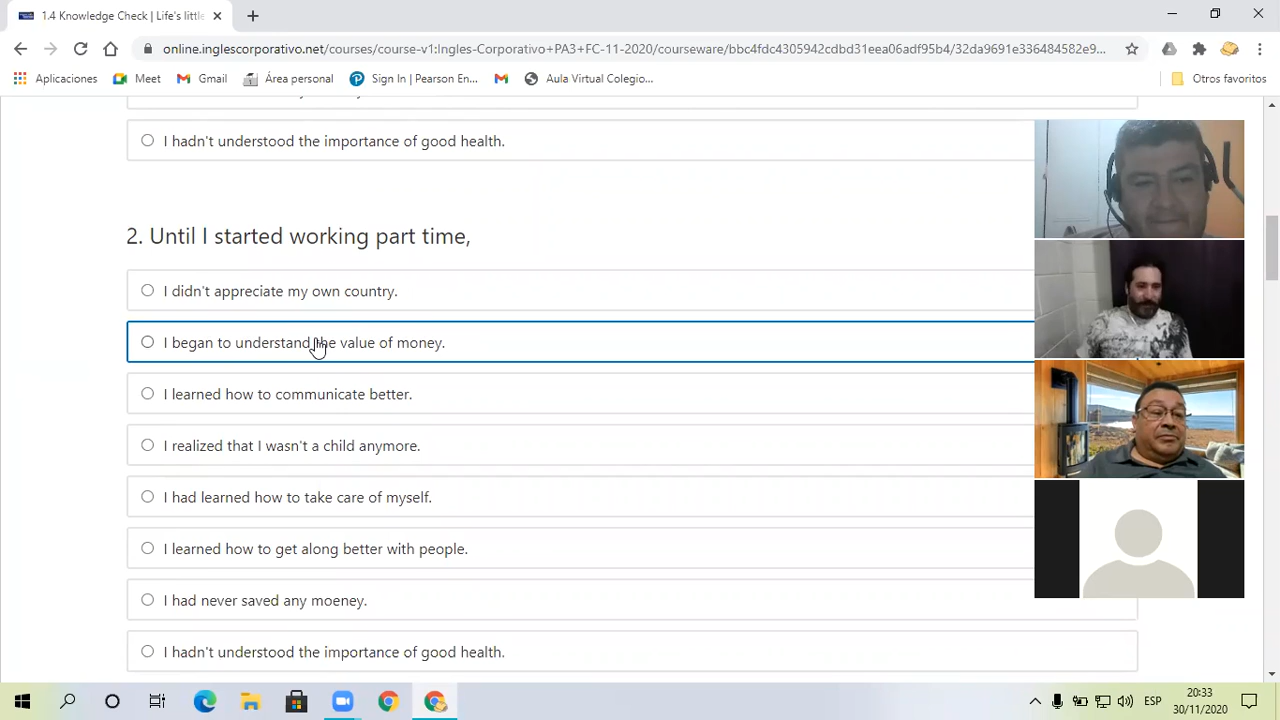 1.4 Knowledge Check | Life's little
online.inglescorporativo.net/courses/course-v1:Ingles-Corporativo+PA3+FC-11-2020/courseware/bbc4fdc4305942cdbd31eea06adf95b4/32da9691e336484582e9...
Aplicaciones Meet Gmail Área personal Sign In | Pearson En... Aula Virtual Colegio... Otros favoritos
I hadn't understood the importance of good health.
2. Until I started working part time,
I didn't appreciate my own country.
I began to understand the value of money.
I learned how to communicate better.
I realized that I wasn't a child anymore.
I had learned how to take care of myself.
I learned how to get along better with people.
I had never saved any moeney.
I hadn't understood the importance of good health.
ESP
20:33
30/11/2020